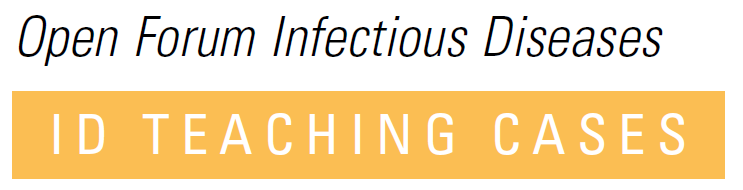 Open Forum Infectious Diseases
ID TEACHING CASES